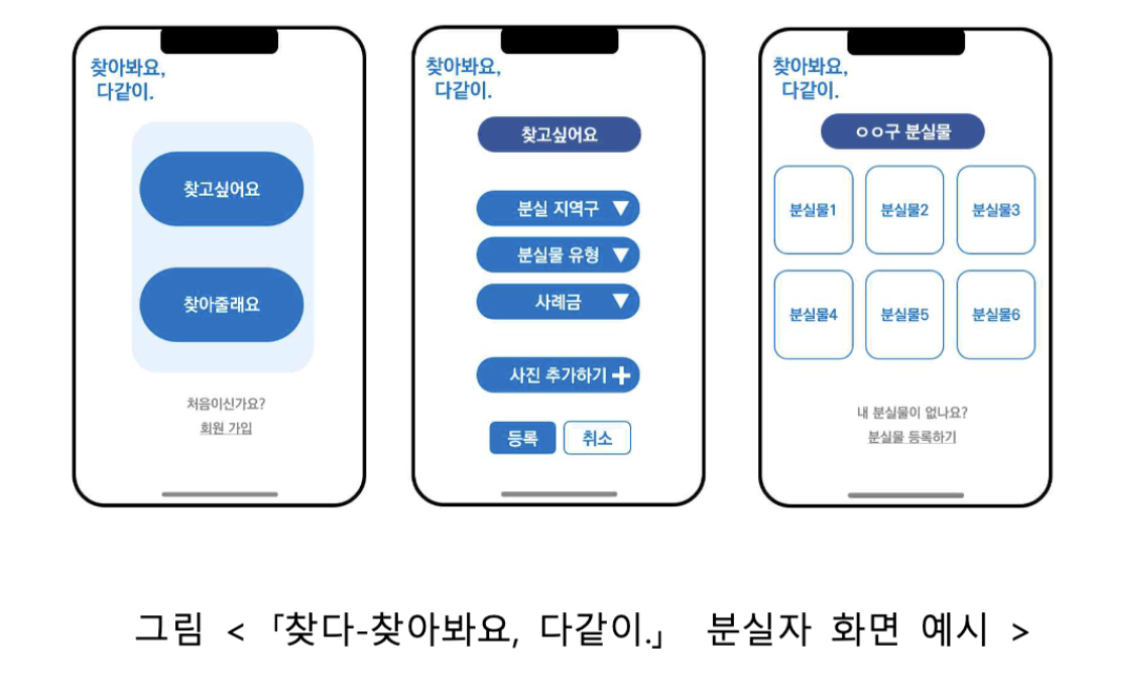 찾아봐요,
다같이.
찾고싶어요
찾아줄래요
처음이신가요?
회원 가입
찾아봐요,
다같이.
찾고싶어요
분실 지역구
분실물 유형
사례금
사진 추가하기
등록 취소
찾아봐요,
다같이.
ㅇㅇ구 분실물
분실물1 분실물2 분실물3
분실물4 분실물5 분실물6
내 분실물이 없나요?
분실물 등록하기
그림 < 「찾다-찾아봐요, 다같이.」 분실자 화면 예시 >